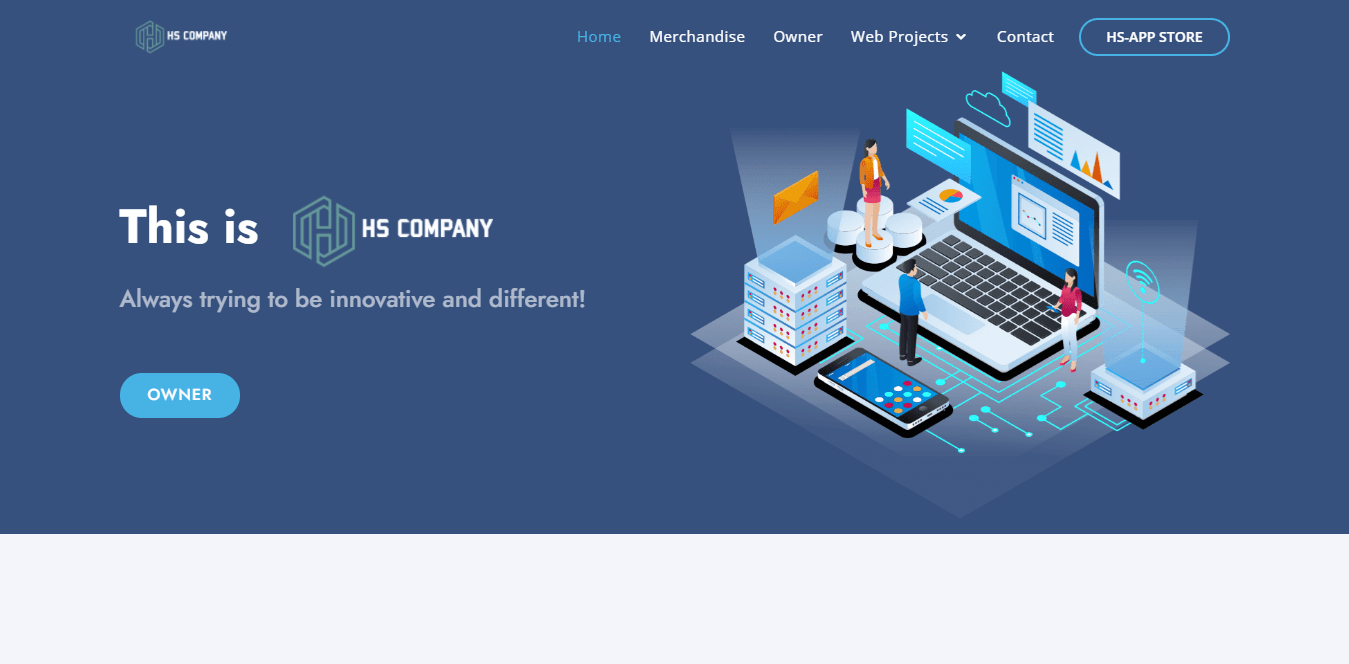 HS COMPANY
Home Merchandise Owner Web Projects Contact HS-APP STORE
This is HS COMPANY
Always trying to be innovative and different!
OWNER